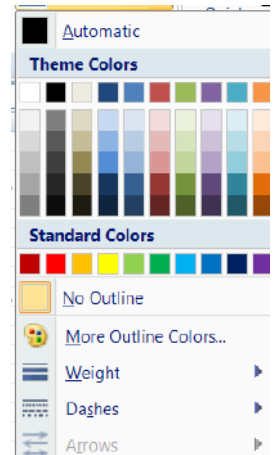 Automatic
Theme Colors
Standard Colors
No Outline
More Outline Colors...
Weight
Dashes
Arrows